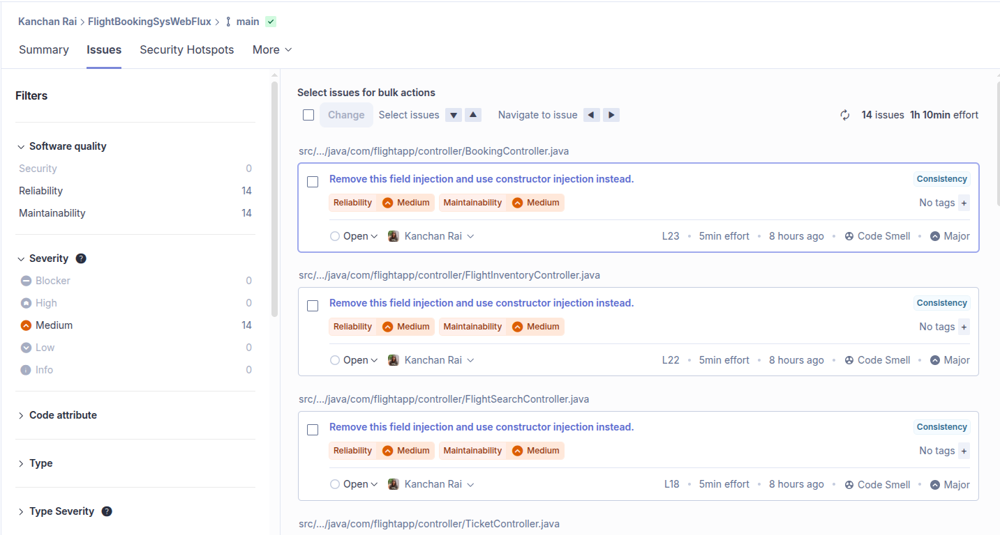 Kanchan Rai > FlightBookingSysWebFlux > main
Summary Issues Security Hotspots More
Filters
Software quality
Security 0
Reliability 14
Maintainability 14
Severity ?
Blocker 0
High 0
Medium 14
Low 0
Info 0
Code attribute
Type
Type Severity ?
Select issues for bulk actions
Change Select issues Navigate to issue 14 issues 1h 10min effort
src/.../java/com/flightapp/controller/BookingController.java
Remove this field injection and use constructor injection instead. Consistency
Reliability Medium Maintainability Medium No tags +
Open Kanchan Rai L23 • 5min effort • 8 hours ago • Code Smell • Major
src/.../java/com/flightapp/controller/FlightInventoryController.java
Remove this field injection and use constructor injection instead. Consistency
Reliability Medium Maintainability Medium No tags +
Open Kanchan Rai L22 • 5min effort • 8 hours ago • Code Smell • Major
src/.../java/com/flightapp/controller/FlightSearchController.java
Remove this field injection and use constructor injection instead. Consistency
Reliability Medium Maintainability Medium No tags +
Open Kanchan Rai L18 • 5min effort • 8 hours ago • Code Smell • Major
src/.../java/com/flightapp/controller/TicketController.java